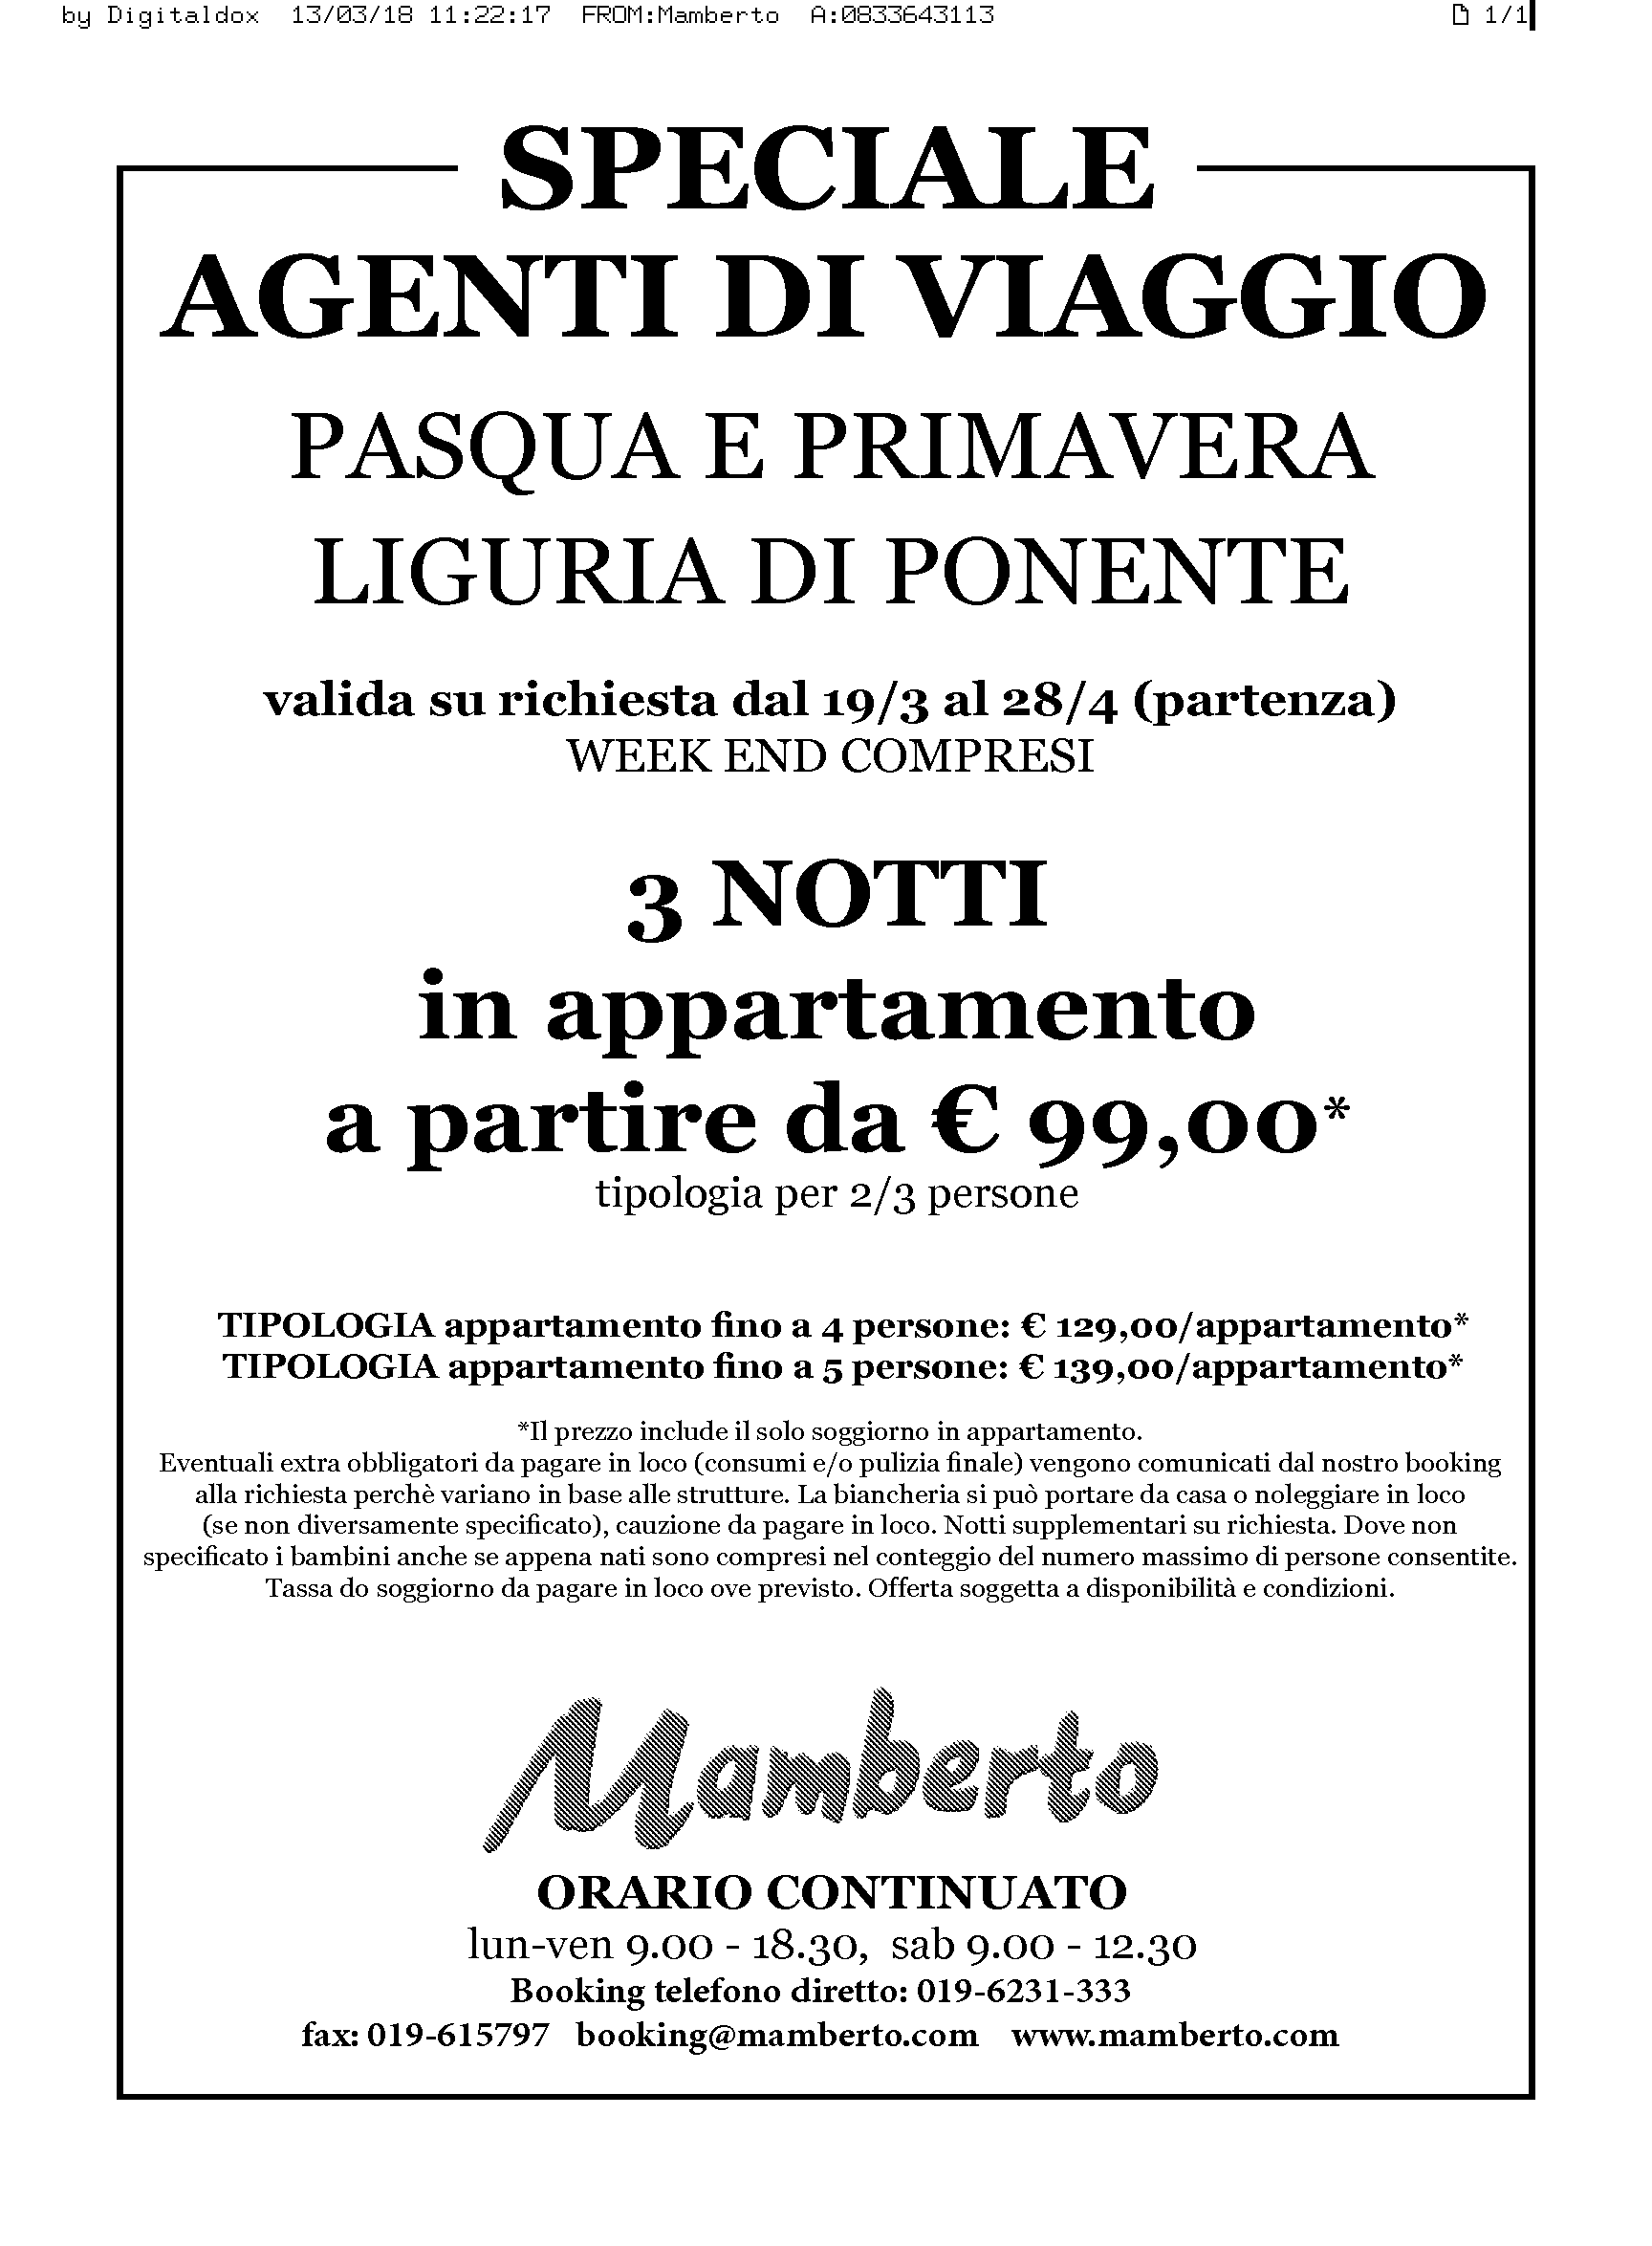 by Digitaldox 13/03/18 11:22:17 FROM:Mamberto A:0833643113 1/1
SPECIALE
AGENTI DI VIAGGIO
PASQUA E PRIMAVERA
LIGURIA DI PONENTE
valida su richiesta dal 19/3 al 28/4 (partenza)
WEEK END COMPRESI
3 NOTTI
in appartamento
a partire da € 99,00*
tipologia per 2/3 persone
TIPOLOGIA appartamento fino a 4 persone: € 129,00/appartamento*
TIPOLOGIA appartamento fino a 5 persone: € 139,00/appartamento*
*Il prezzo include il solo soggiorno in appartamento.
Eventuali extra obbligatori da pagare in loco (consumi e/o pulizia finale) vengono comunicati dal nostro booking
alla richiesta perchè variano in base alle strutture. La biancheria si può portare da casa o noleggiare in loco
(se non diversamente specificato), cauzione da pagare in loco. Notti supplementari su richiesta. Dove non
specificato i bambini anche se appena nati sono compresi nel conteggio del numero massimo di persone consentite.
Tassa do soggiorno da pagare in loco ove previsto. Offerta soggetta a disponibilità e condizioni.
Mamberto
ORARIO CONTINUATO
lun-ven 9.00 - 18.30, sab 9.00 - 12.30
Booking telefono diretto: 019-6231-333
fax: 019-615797 booking@mamberto.com www.mamberto.com